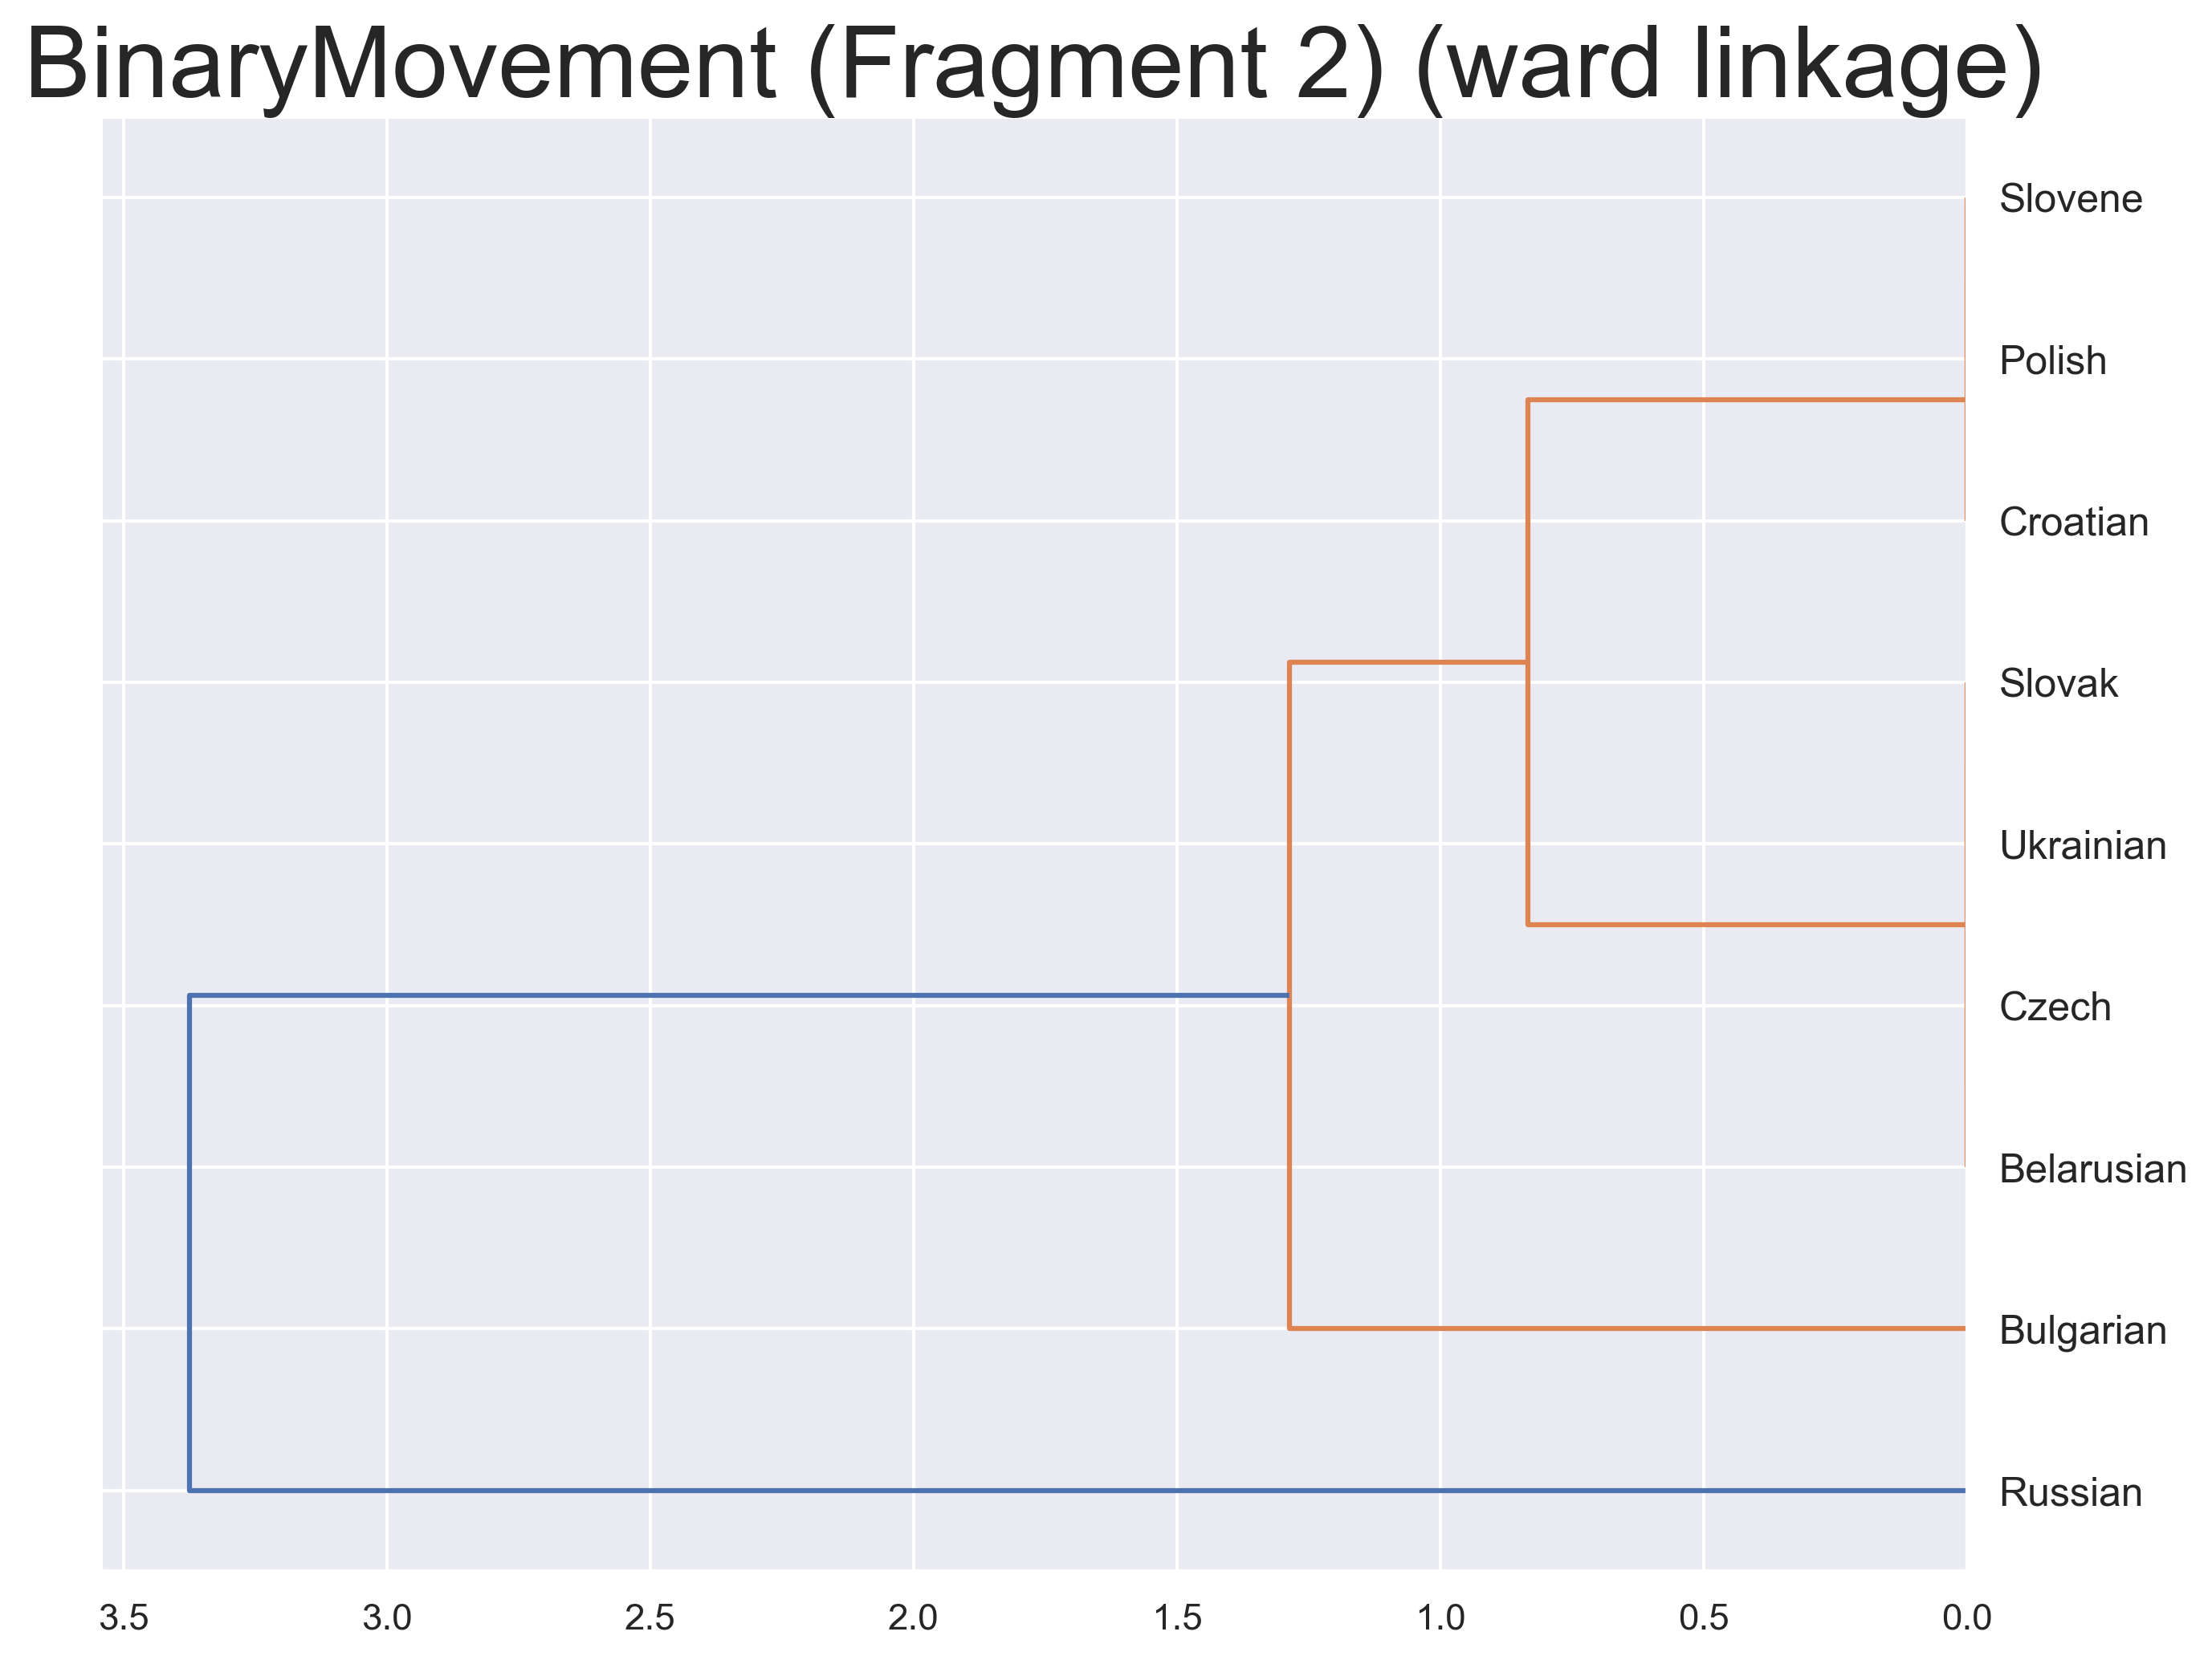 BinaryMovement (Fragment 2) (ward linkage)
Slovene
Polish
Croatian
Slovak
Ukrainian
Czech
Belarusian
Bulgarian
Russian
3.5 3.0 2.5 2.0 1.5 1.0 0.5 0.0